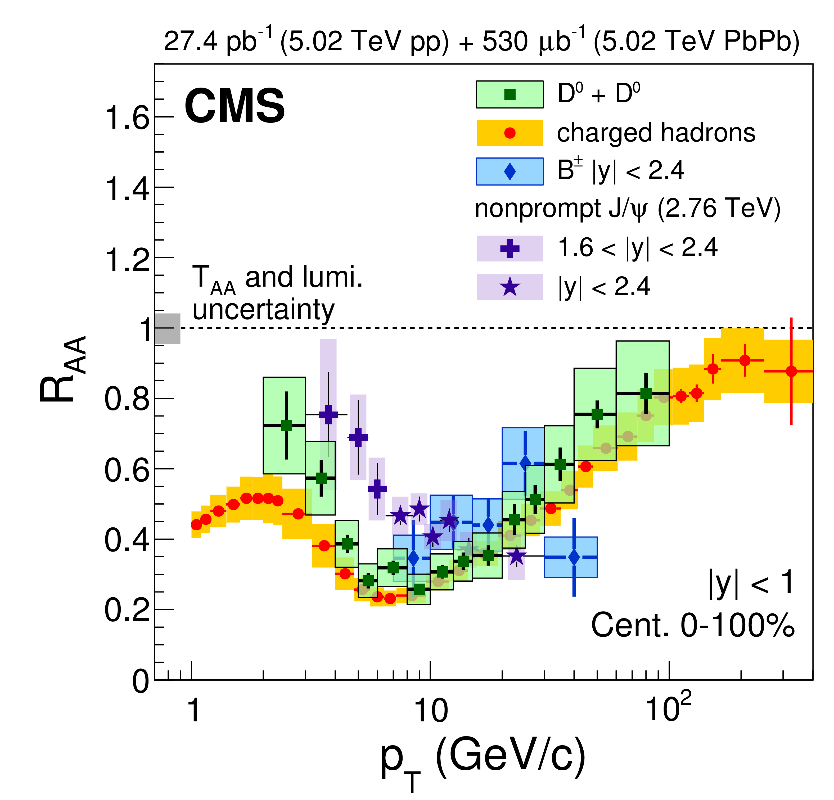 27.4 pb⁻¹ (5.02 TeV pp) + 530 μb⁻¹ (5.02 TeV PbPb)
CMS
D⁰ + D⁰
charged hadrons
B± |y| < 2.4
nonprompt J/ψ (2.76 TeV)
1.6 < |y| < 2.4
|y| < 2.4
T_AA and lumi.
uncertainty
R_AA
1.6
1.4
1.2
1
0.8
0.6
0.4
0.2
0
|y| < 1
Cent. 0-100%
1
10
10²
p_T (GeV/c)